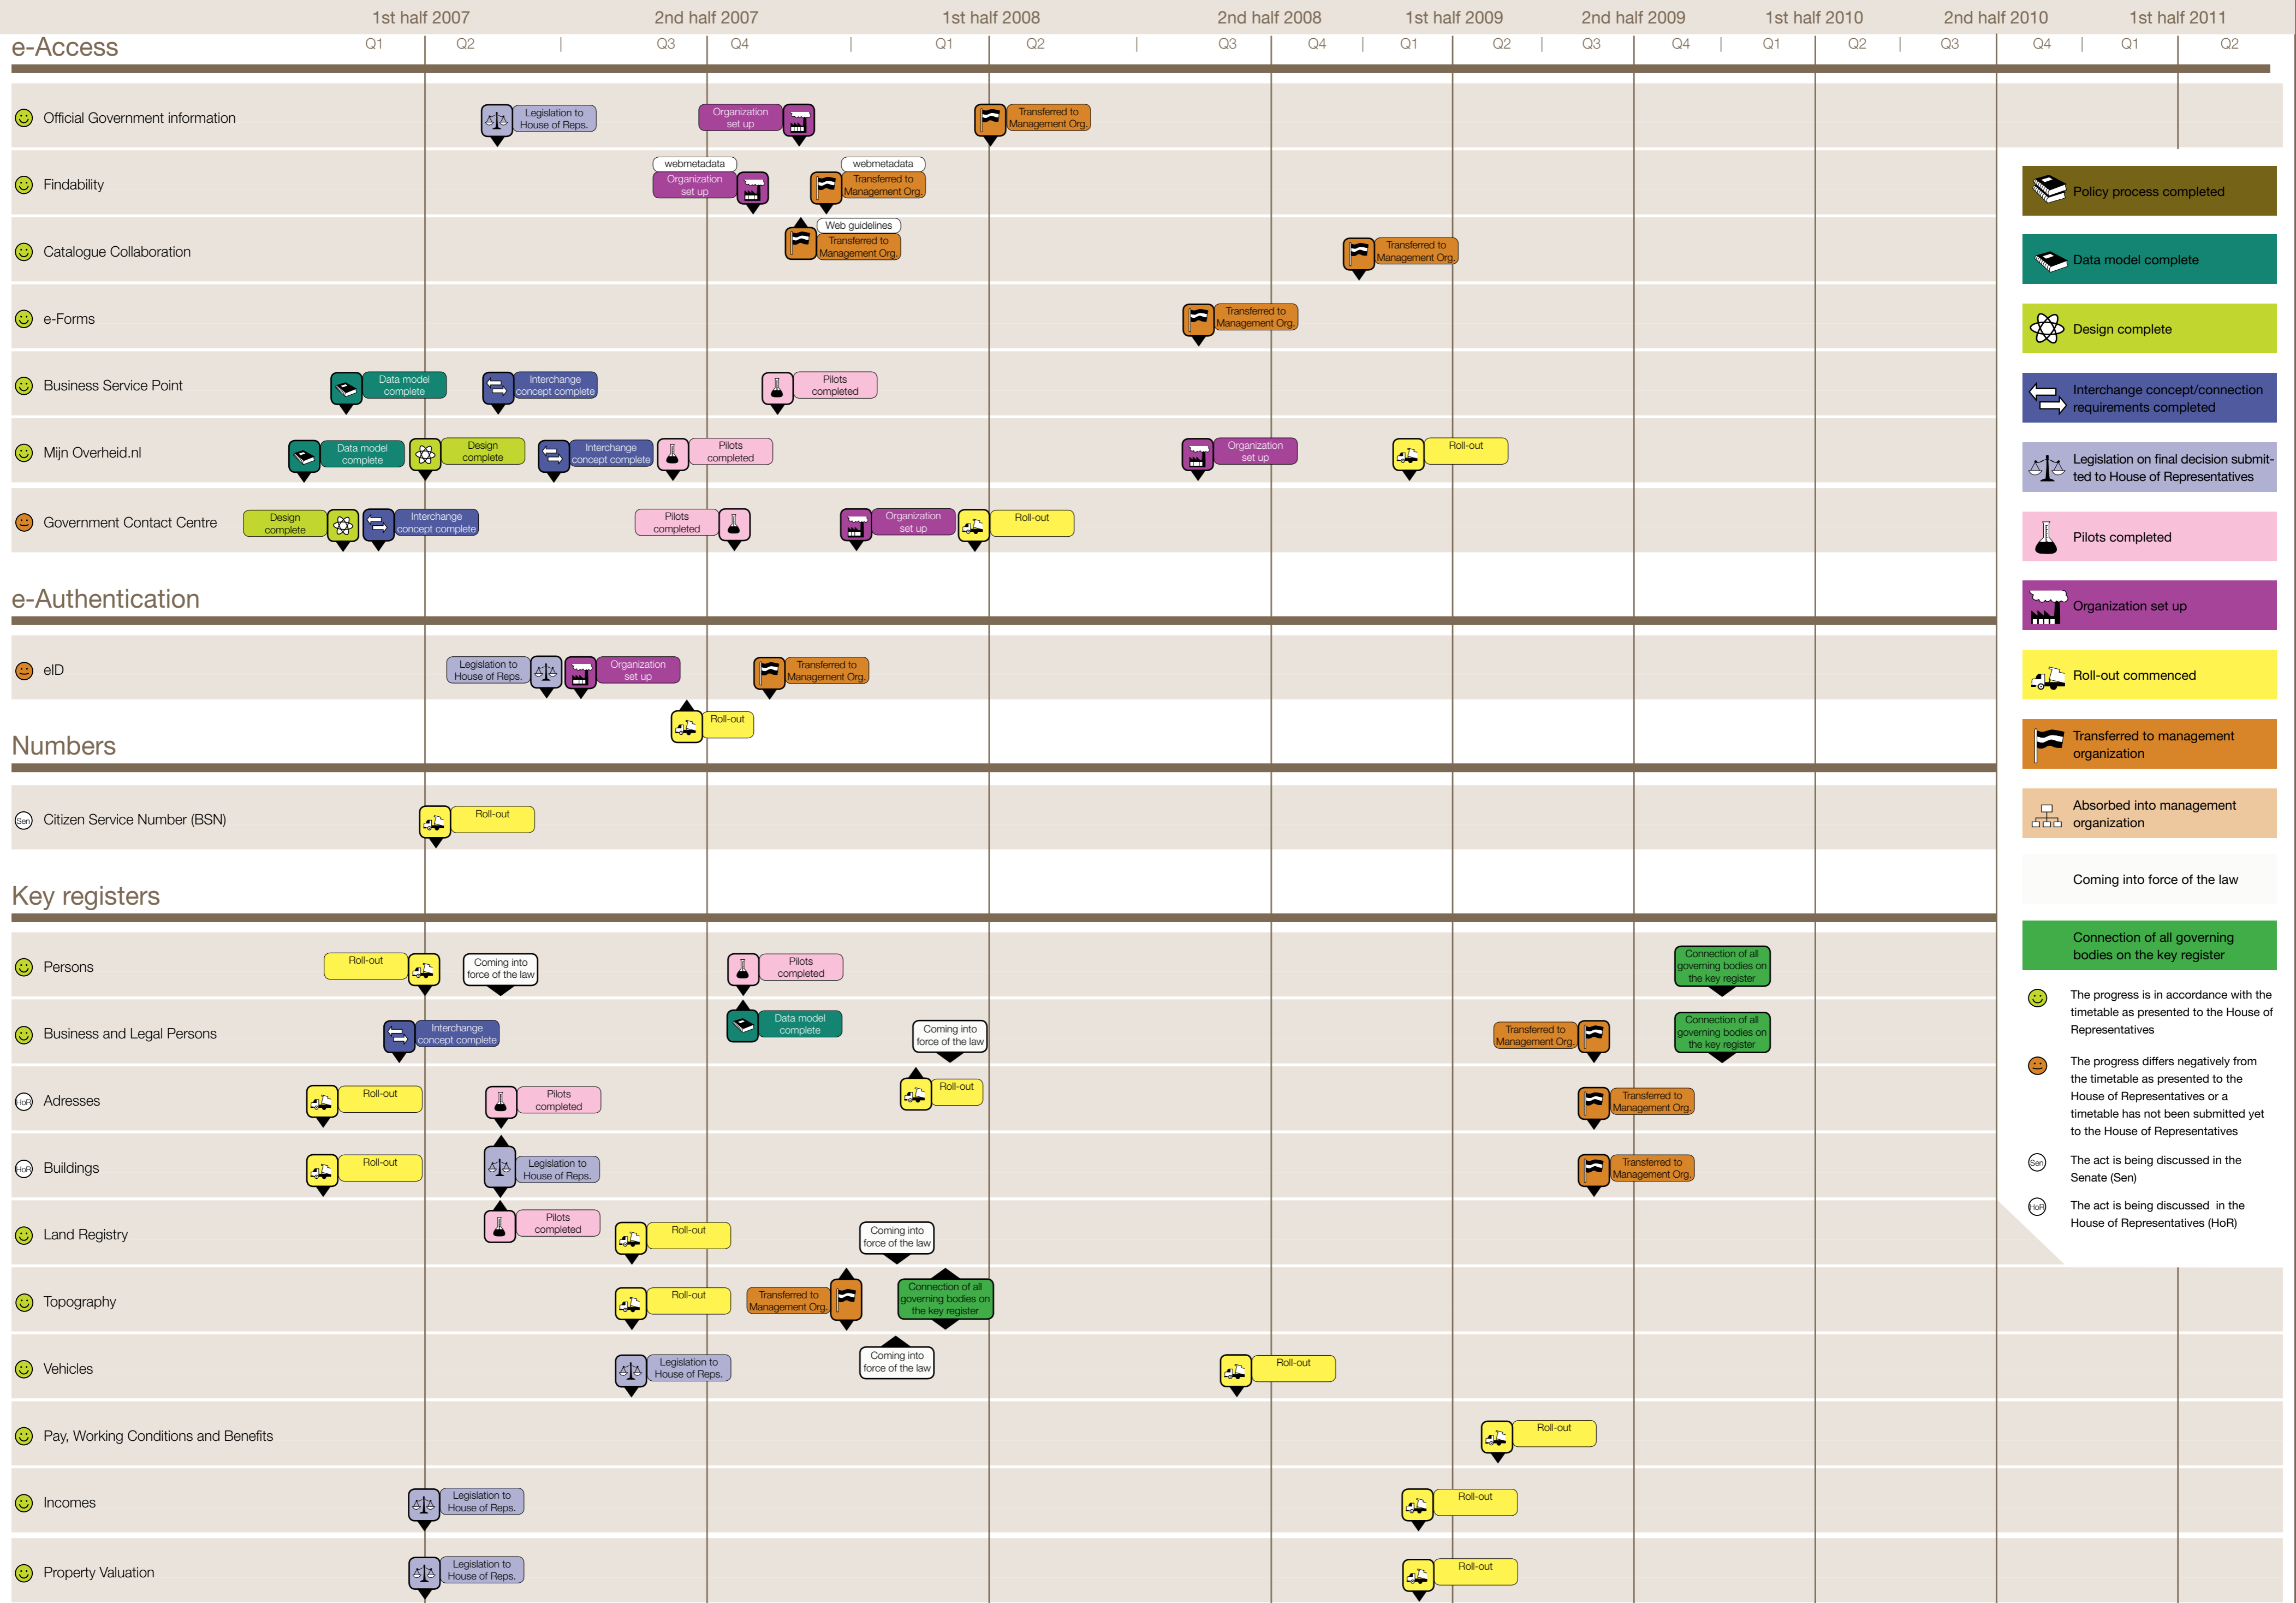 1st half 2007 2nd half 2007 1st half 2008 2nd half 2008 1st half 2009 2nd half 2009 1st half 2010 2nd half 2010 1st half 2011
e-Access
Q1 Q2 Q3 Q4 Q1 Q2 Q3 Q4 Q1 Q2 Q3 Q4 Q1 Q2 Q3 Q4 Q1 Q2
Official Government information
Legislation to
House of Reps.
Organization
set up
Transferred to
Management Org.
Findability
webmetadata
Organization
set up
webmetadata
Transferred to
Management Org.
Catalogue Collaboration
Web guidelines
Transferred to
Management Org.
Transferred to
Management Org.
e-Forms
Transferred to
Management Org.
Business Service Point
Data model
complete
Interchange
concept complete
Pilots
completed
Mijn Overheid.nl
Data model
complete
Design
complete
Interchange
concept complete
Pilots
completed
Organization
set up
Roll-out
Government Contact Centre
Design
complete
Interchange
concept complete
Pilots
completed
Organization
set up
Roll-out
e-Authentication
eID
Legislation to
House of Reps.
Organization
set up
Transferred to
Management Org.
Roll-out
Numbers
Sen
Citizen Service Number (BSN)
Roll-out
Key registers
Persons
Roll-out
Coming into
force of the law
Pilots
completed
Connection of all
governing bodies on
the key register
Business and Legal Persons
Interchange
concept complete
Data model
complete
Coming into
force of the law
Transferred to
Management Org.
Connection of all
governing bodies on
the key register
HoR
Adresses
Roll-out
Pilots
completed
Roll-out
Transferred to
Management Org.
HoR
Buildings
Roll-out
Legislation to
House of Reps.
Transferred to
Management Org.
Land Registry
Pilots
completed
Roll-out
Coming into
force of the law
Topography
Roll-out
Transferred to
Management Org.
Connection of all
governing bodies on
the key register
Vehicles
Legislation to
House of Reps.
Coming into
force of the law
Roll-out
Pay, Working Conditions and Benefits
Roll-out
Incomes
Legislation to
House of Reps.
Roll-out
Property Valuation
Legislation to
House of Reps.
Roll-out
Policy process completed
Data model complete
Design complete
Interchange concept/connection
requirements completed
Legislation on final decision submit-
ted to House of Representatives
Pilots completed
Organization set up
Roll-out commenced
Transferred to management
organization
Absorbed into management
organization
Coming into force of the law
Connection of all governing
bodies on the key register
The progress is in accordance with the
timetable as presented to the House of
Representatives
The progress differs negatively from
the timetable as presented to the
House of Representatives or a
timetable has not been submitted yet
to the House of Representatives
Sen
The act is being discussed in the
Senate (Sen)
HoR
The act is being discussed in the
House of Representatives (HoR)